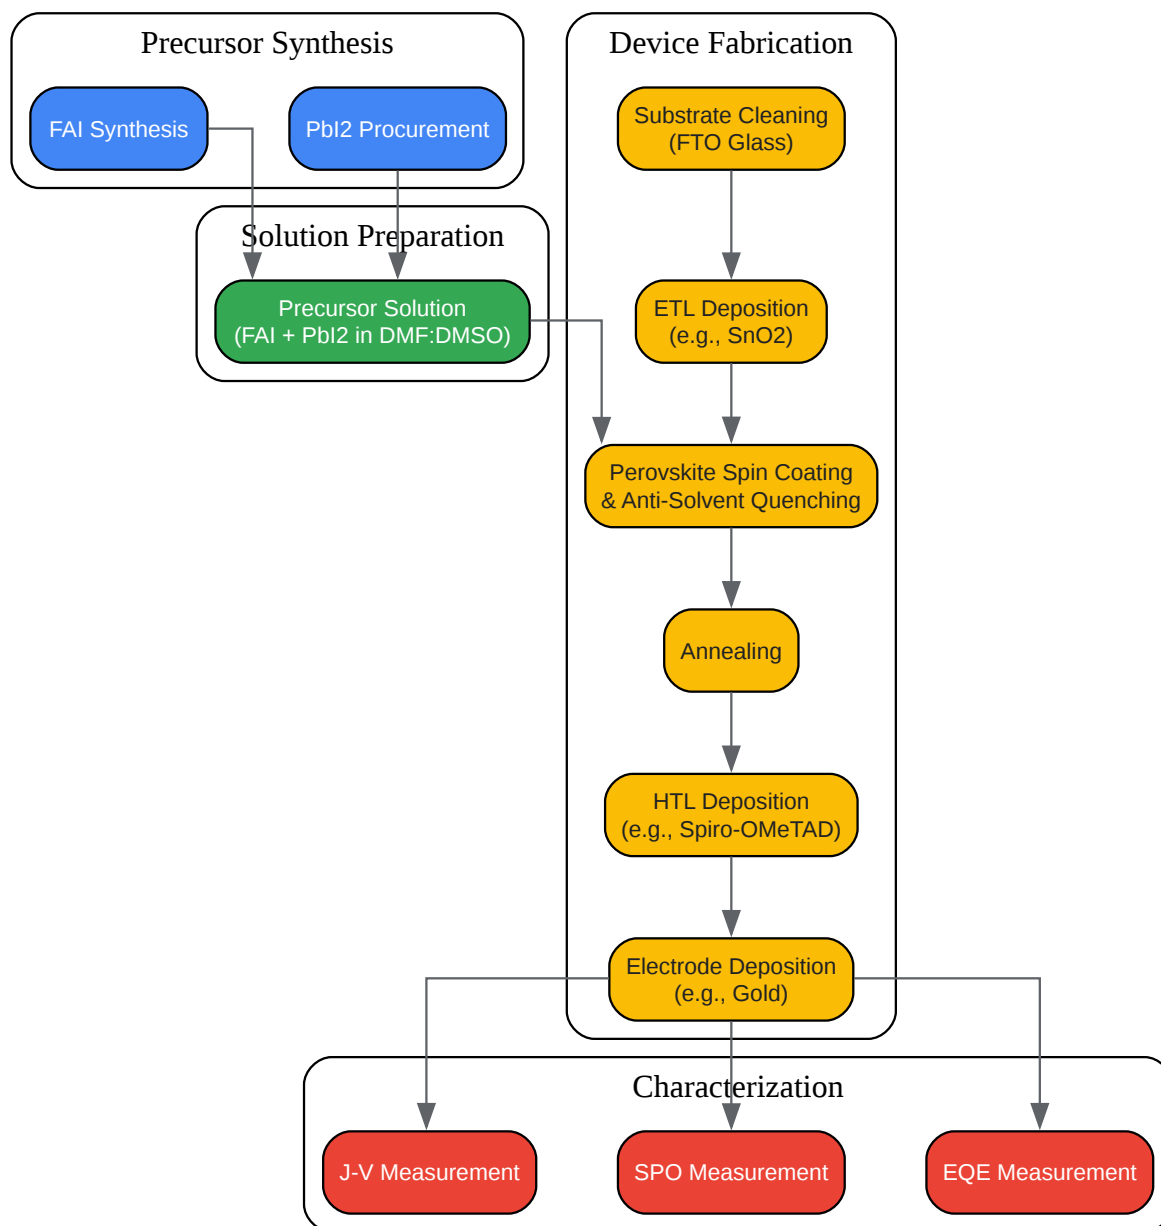 Precursor Synthesis
FAI Synthesis
PbI2 Procurement
Solution Preparation
Precursor Solution
(FAI + PbI2 in DMF:DMSO)
Device Fabrication
Substrate Cleaning
(FTO Glass)
ETL Deposition
(e.g., SnO2)
Perovskite Spin Coating
& Anti-Solvent Quenching
Annealing
HTL Deposition
(e.g., Spiro-OMeTAD)
Electrode Deposition
(e.g., Gold)
Characterization
J-V Measurement
SPO Measurement
EQE Measurement